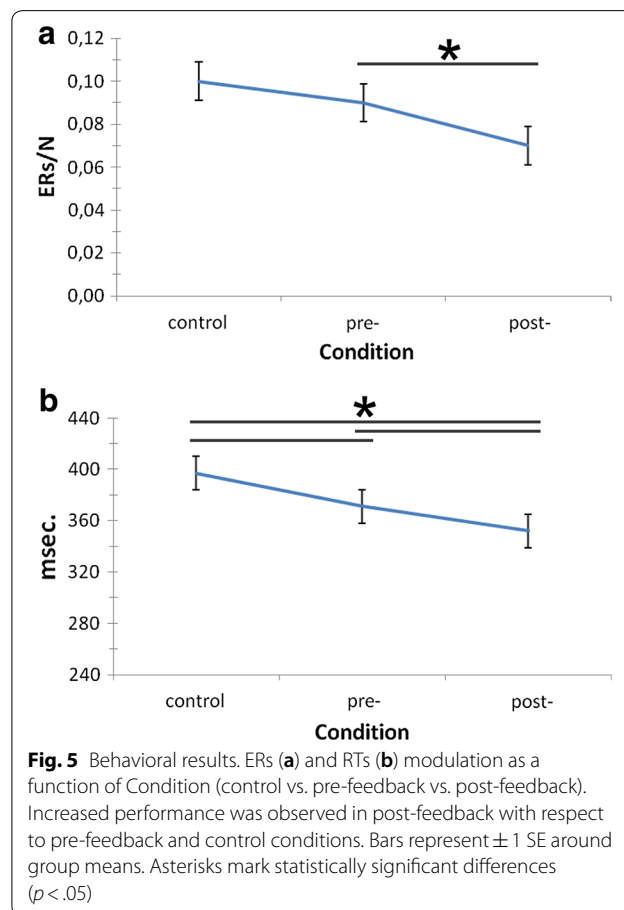 a
0,12
*
0,10
0,08
ERs/N
0,06
0,04
0,02
0,00
control pre- post-
Condition
b
*
440
400
360
msec.
320
280
240
control pre- post-
Condition
Fig. 5 Behavioral results. ERs (a) and RTs (b) modulation as a
function of Condition (control vs. pre-feedback vs. post-feedback).
Increased performance was observed in post-feedback with respect
to pre-feedback and control conditions. Bars represent ± 1 SE around
group means. Asterisks mark statistically significant differences
(p < .05)